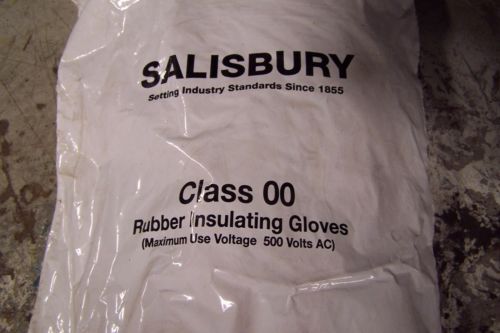 SALISBURY
Setting Industry Standards Since 1855
Class 00
Rubber Insulating Gloves
(Maximum Use Voltage 500 Volts AC)